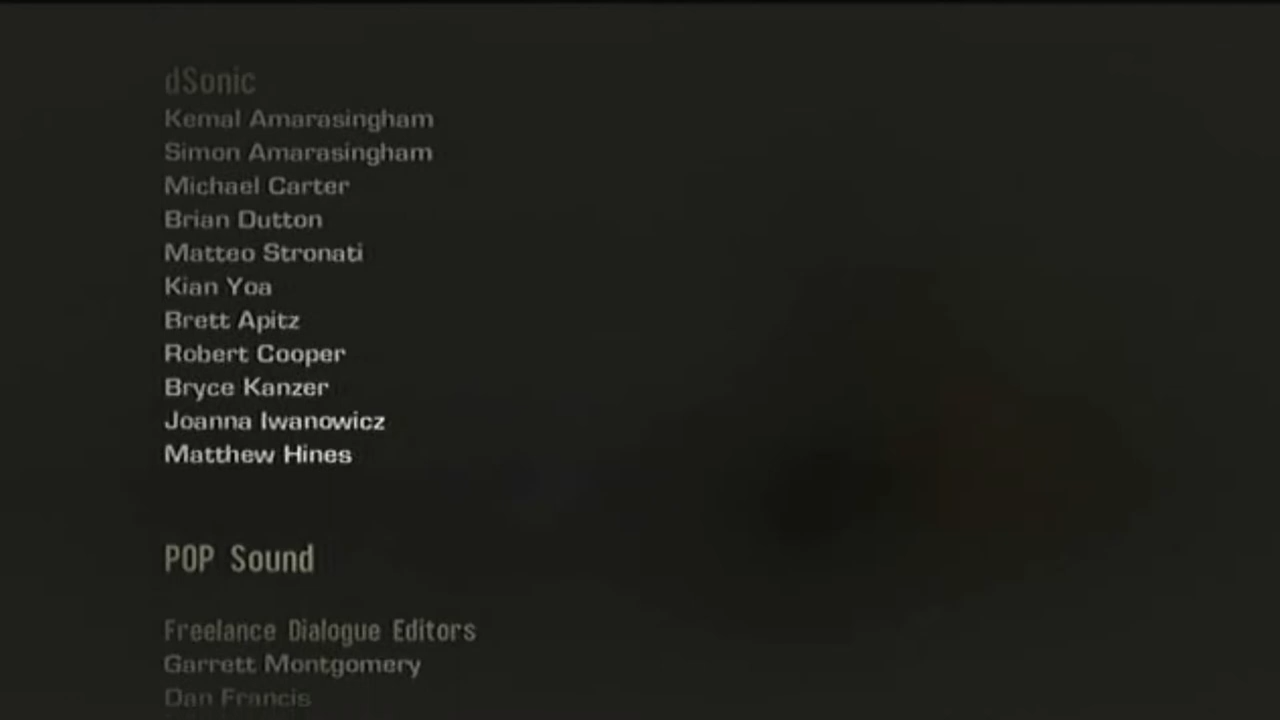 dSonic
Kemal Amarasingham
Simon Amarasingham
Michael Carter
Brian Dutton
Matteo Stronati
Kian Yoa
Brett Apitz
Robert Cooper
Bryce Kanzer
Joanna Iwanowicz
Matthew Hines
POP Sound
Freelance Dialogue Editors
Garrett Montgomery
Dan Francis